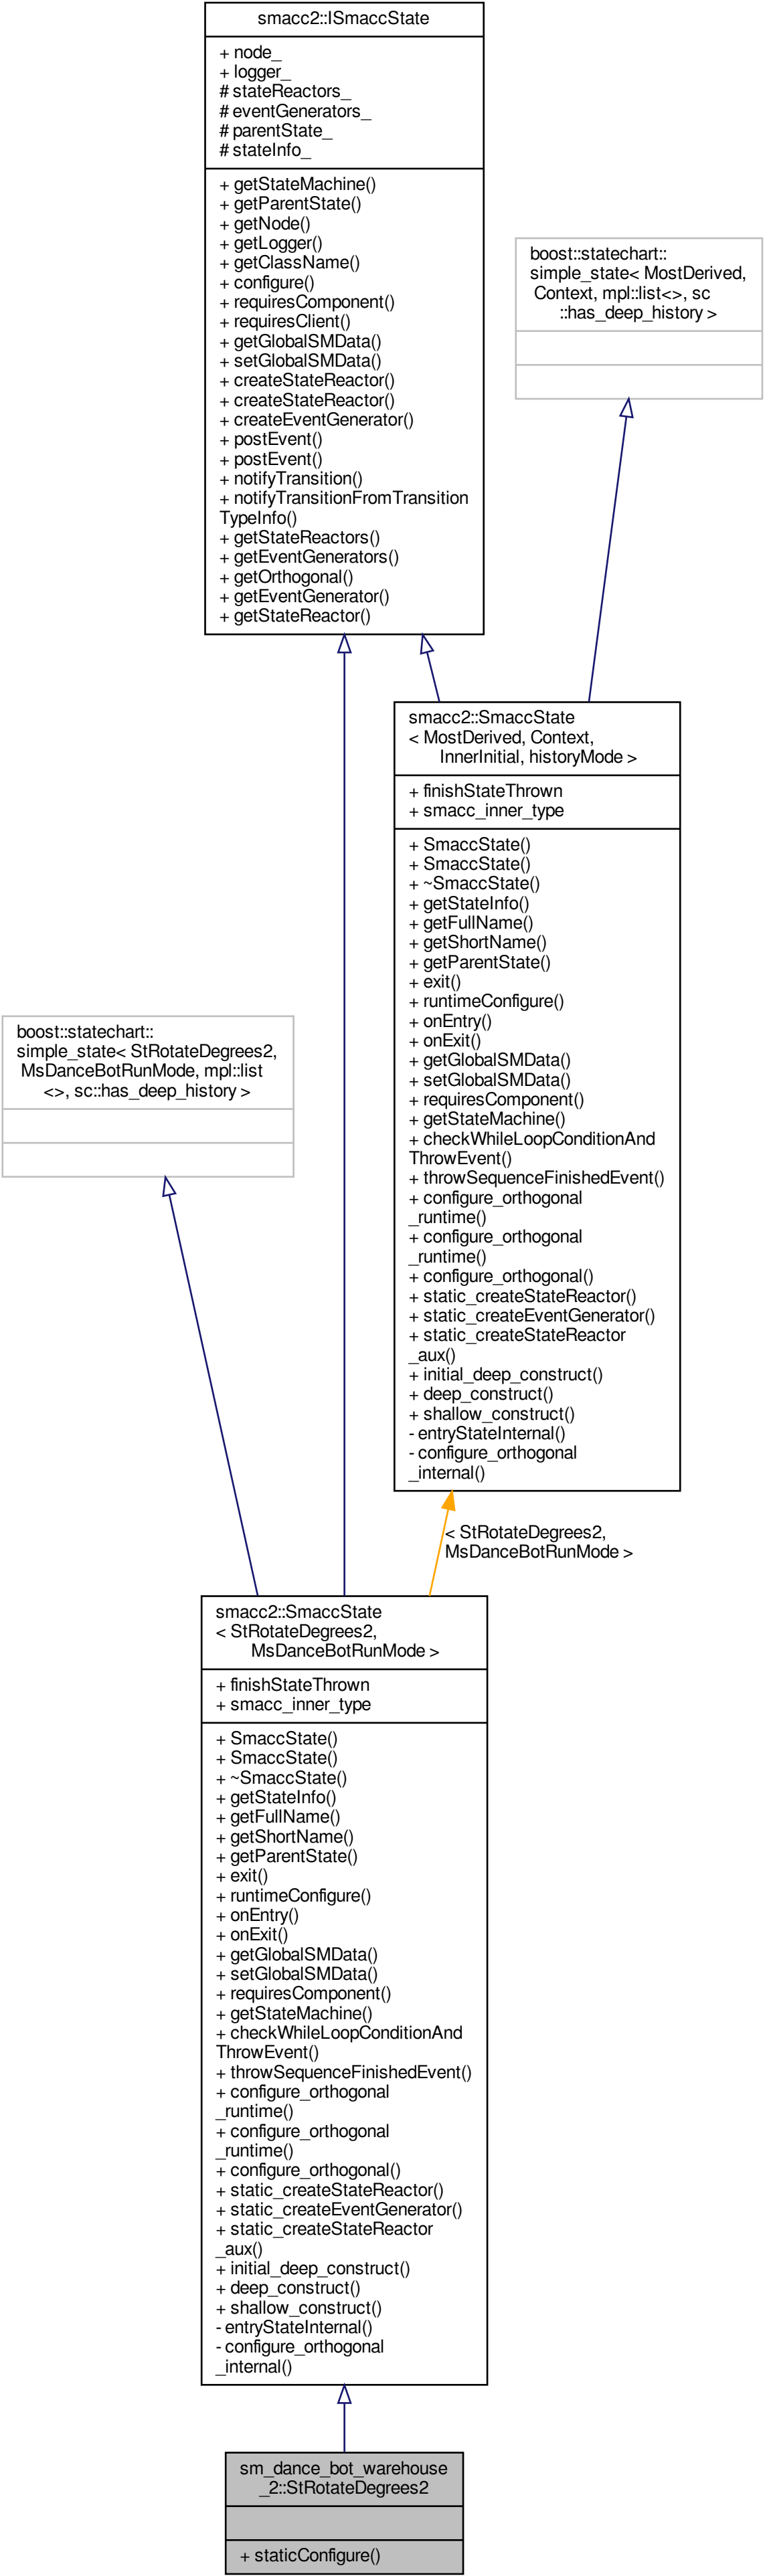 smacc2::ISmaccState
+ node_
+ logger_
# stateReactors_
# eventGenerators_
# parentState_
# stateInfo_
+ getStateMachine()
+ getParentState()
+ getNode()
+ getLogger()
+ getClassName()
+ configure()
+ requiresComponent()
+ requiresClient()
+ getGlobalSMData()
+ setGlobalSMData()
+ createStateReactor()
+ createStateReactor()
+ createEventGenerator()
+ postEvent()
+ postEvent()
+ notifyTransition()
+ notifyTransitionFromTransition
TypeInfo()
+ getStateReactors()
+ getEventGenerators()
+ getOrthogonal()
+ getEventGenerator()
+ getStateReactor()
boost::statechart::
simple_state< MostDerived,
Context, mpl::list<>, sc
::has_deep_history >
smacc2::SmaccState
< MostDerived, Context,
InnerInitial, historyMode >
+ finishStateThrown
+ smacc_inner_type
+ SmaccState()
+ SmaccState()
+ ~SmaccState()
+ getStateInfo()
+ getFullName()
+ getShortName()
+ getParentState()
+ exit()
+ runtimeConfigure()
+ onEntry()
+ onExit()
+ getGlobalSMData()
+ setGlobalSMData()
+ requiresComponent()
+ getStateMachine()
+ checkWhileLoopConditionAnd
ThrowEvent()
+ throwSequenceFinishedEvent()
+ configure_orthogonal
_runtime()
+ configure_orthogonal
_runtime()
+ configure_orthogonal()
+ static_createStateReactor()
+ static_createEventGenerator()
+ static_createStateReactor
_aux()
+ initial_deep_construct()
+ deep_construct()
+ shallow_construct()
- entryStateInternal()
- configure_orthogonal
_internal()
boost::statechart::
simple_state< StRotateDegrees2,
MsDanceBotRunMode, mpl::list
<>, sc::has_deep_history >
< StRotateDegrees2,
MsDanceBotRunMode >
smacc2::SmaccState
< StRotateDegrees2,
MsDanceBotRunMode >
+ finishStateThrown
+ smacc_inner_type
+ SmaccState()
+ SmaccState()
+ ~SmaccState()
+ getStateInfo()
+ getFullName()
+ getShortName()
+ getParentState()
+ exit()
+ runtimeConfigure()
+ onEntry()
+ onExit()
+ getGlobalSMData()
+ setGlobalSMData()
+ requiresComponent()
+ getStateMachine()
+ checkWhileLoopConditionAnd
ThrowEvent()
+ throwSequenceFinishedEvent()
+ configure_orthogonal
_runtime()
+ configure_orthogonal
_runtime()
+ configure_orthogonal()
+ static_createStateReactor()
+ static_createEventGenerator()
+ static_createStateReactor
_aux()
+ initial_deep_construct()
+ deep_construct()
+ shallow_construct()
- entryStateInternal()
- configure_orthogonal
_internal()
sm_dance_bot_warehouse
_2::StRotateDegrees2
+ staticConfigure()